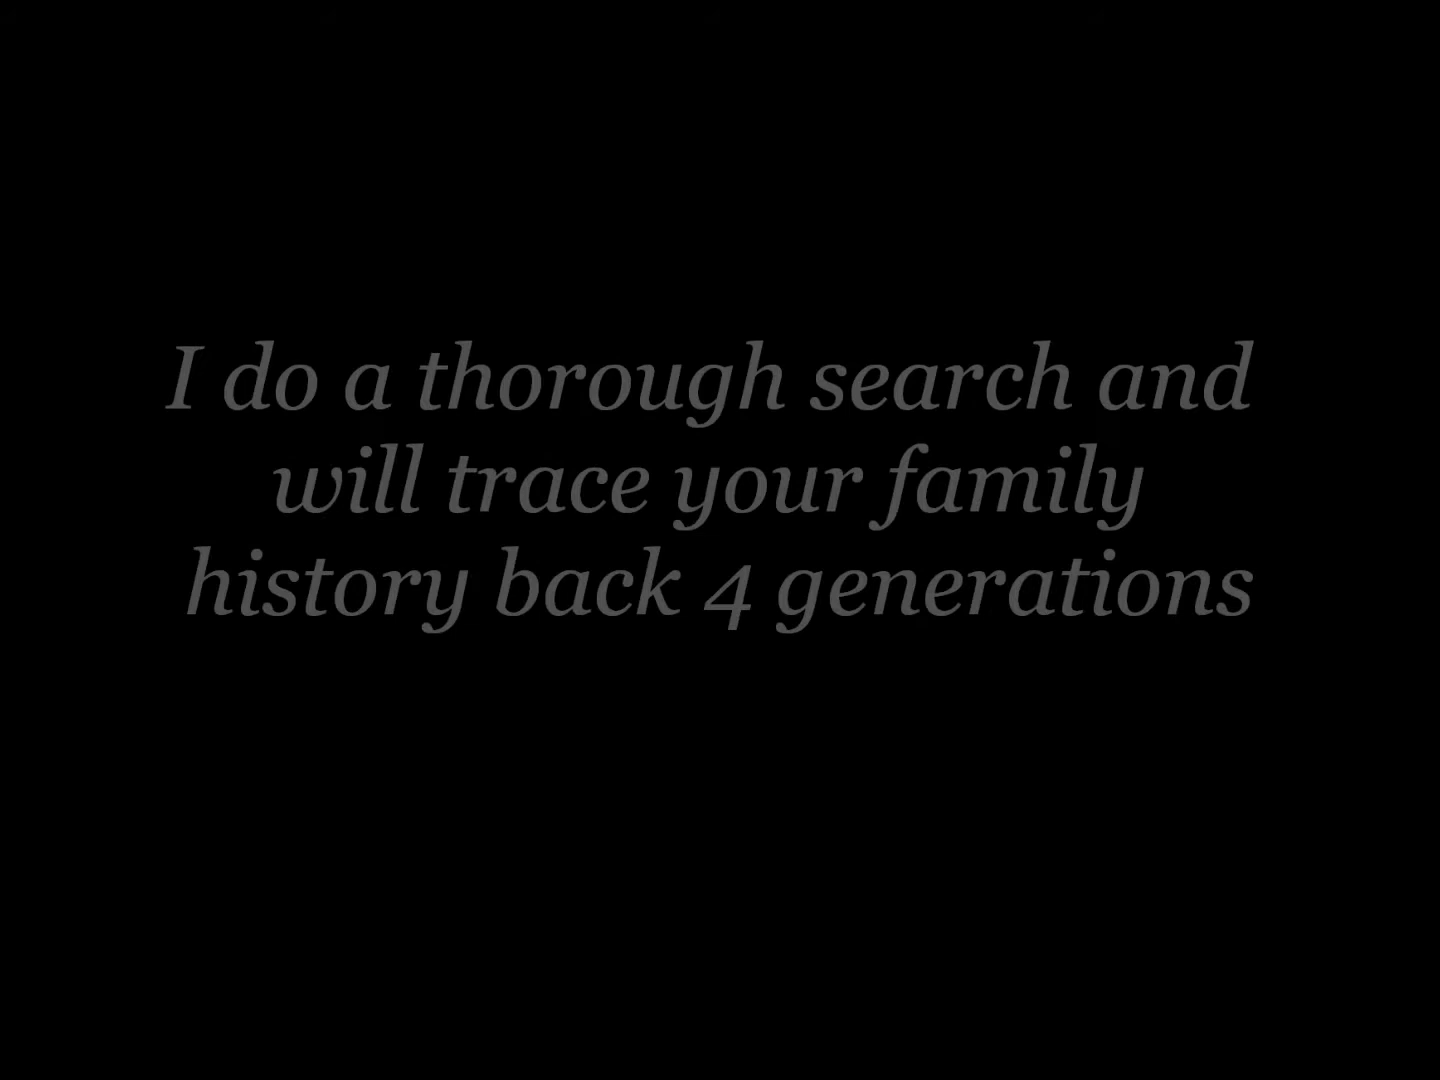 I do a thorough search and
will trace your family
history back 4 generations